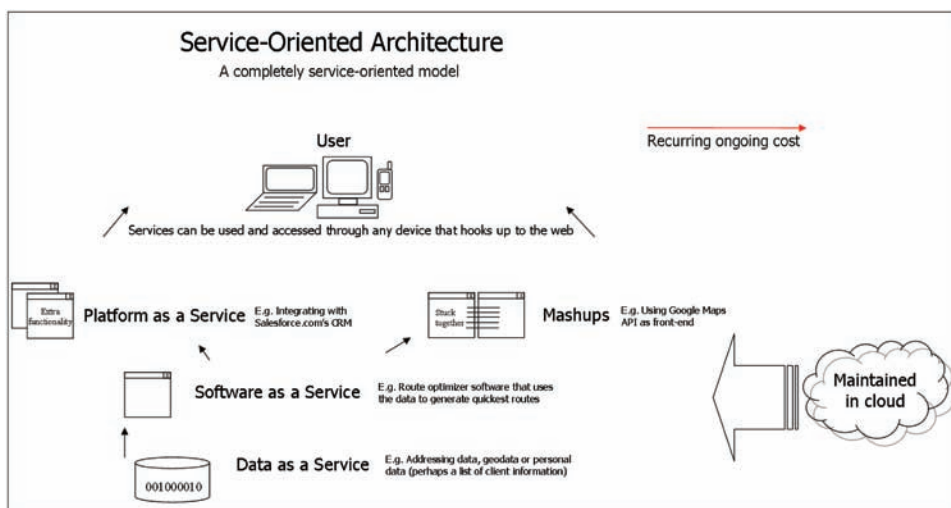 Service-Oriented Architecture
A completely service-oriented model
User
Recurring ongoing cost
Services can be used and accessed through any device that hooks up to the web
Extra
functionality
Platform as a Service
E.g. Integrating with
Salesforce.com's CRM
Stuck
together
Mashups
E.g. Using Google Maps
API as front-end
Software as a Service
E.g. Route optimizer software that uses
the data to generate quickest routes
Maintained
in cloud
Data as a Service
E.g. Addressing data, geodata or personal
data (perhaps a list of client information)
001000010